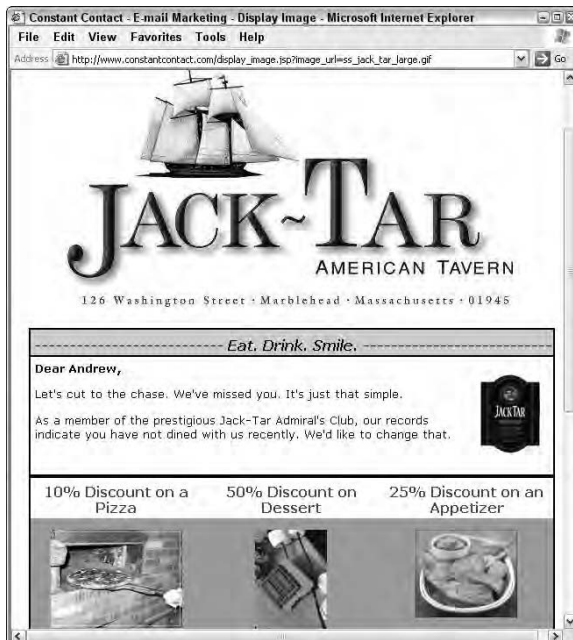 Constant Contact - E-mail Marketing - Display Image - Microsoft Internet Explorer
File Edit View Favorites Tools Help
Address http://www.constantcontact.com/display_image.jsp?image_url=ss_jack_tar_large.gif Go
JACK~TAR
AMERICAN TAVERN
126 Washington Street · Marblehead · Massachusetts · 01945
Eat. Drink. Smile.
Dear Andrew,
Let's cut to the chase. We've missed you. It's just that simple.
As a member of the prestigious Jack-Tar Admiral's Club, our records
indicate you have not dined with us recently. We'd like to change that.
JACK TAR
10% Discount on a
Pizza
50% Discount on
Dessert
25% Discount on an
Appetizer